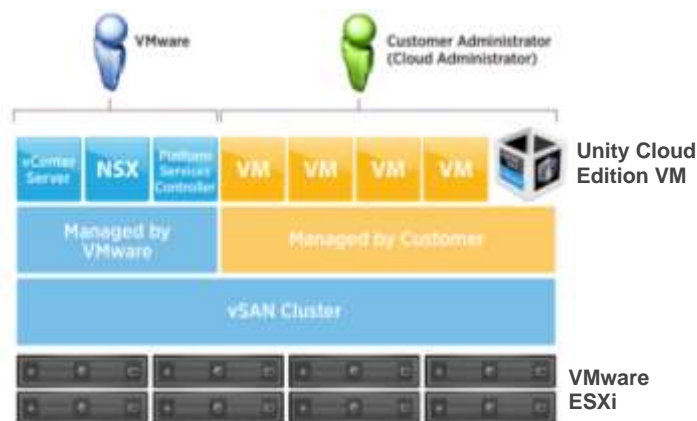 VMware
Customer Administrator
(Cloud Administrator)
vCenter
Server
NSX
Platform
Services
Controller
VM
VM
VM
VM
Unity Cloud
Edition VM
Managed by
VMware
Managed by Customer
vSAN Cluster
VMware
ESXi